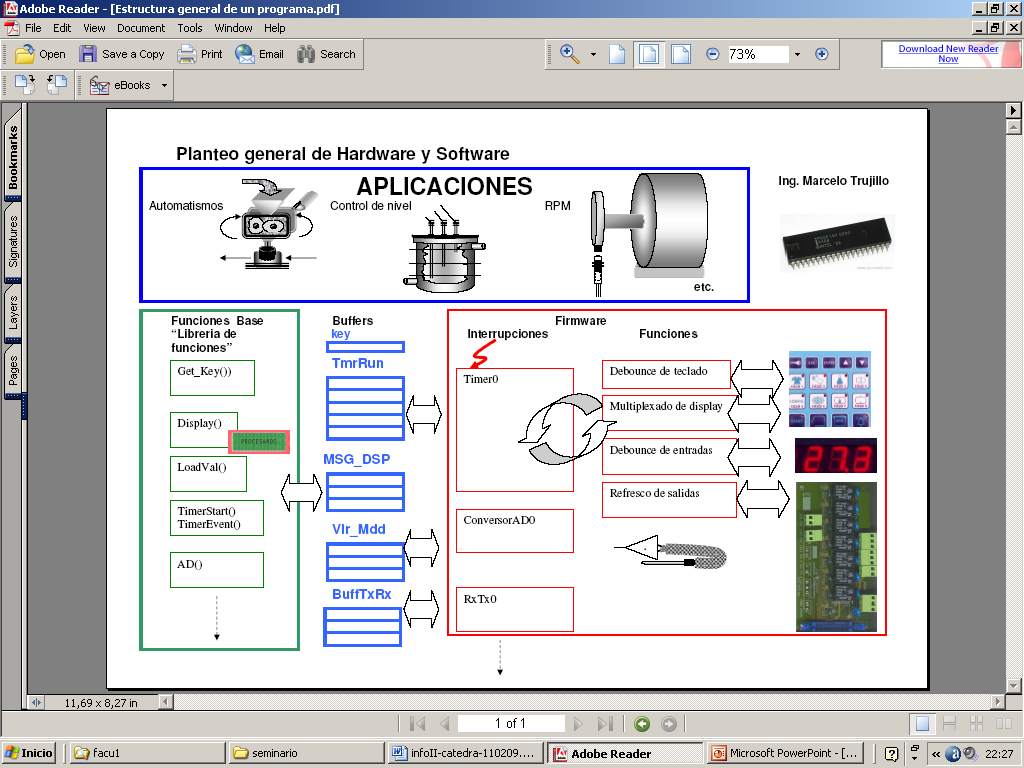 Adobe Reader - [Estructura general de un programa.pdf]
File Edit View Document Tools Window Help
Open Save a Copy Print Email Search 73% Download New Reader Now
eBooks
Bookmarks
Signatures
Layers
Pages
Planteo general de Hardware y Software
APLICACIONES
Automatismos
Control de nivel
RPM
etc.
Ing. Marcelo Trujillo
Funciones Base
“Libreria de
funciones”
Get_Key())
Display()
PROCESANDO
LoadVal()
TimerStart()
TimerEvent()
AD()
Buffers
key
TmrRun
MSG_DSP
Vlr_Mdd
BuffTxRx
Firmware
Interrupciones
Funciones
Timer0
ConversorAD0
RxTx0
Debounce de teclado
Multiplexado de display
Debounce de entradas
Refresco de salidas
27.8
11,69 x 8,27 in
1 of 1
Inicio facu1 seminario infoII-catedra-110209.... Adobe Reader Microsoft PowerPoint - [... 22:27